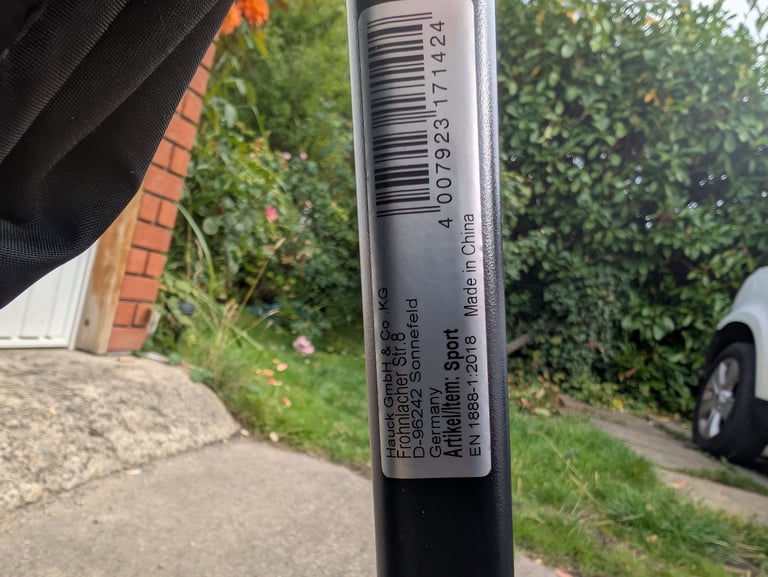 4 007923 171424
Hauck GmbH & Co KG
Frohnlacher Str.8
D-96242 Sonnefeld
Germany
Artikel/Item: Sport
EN 1888-1:2018 Made in China